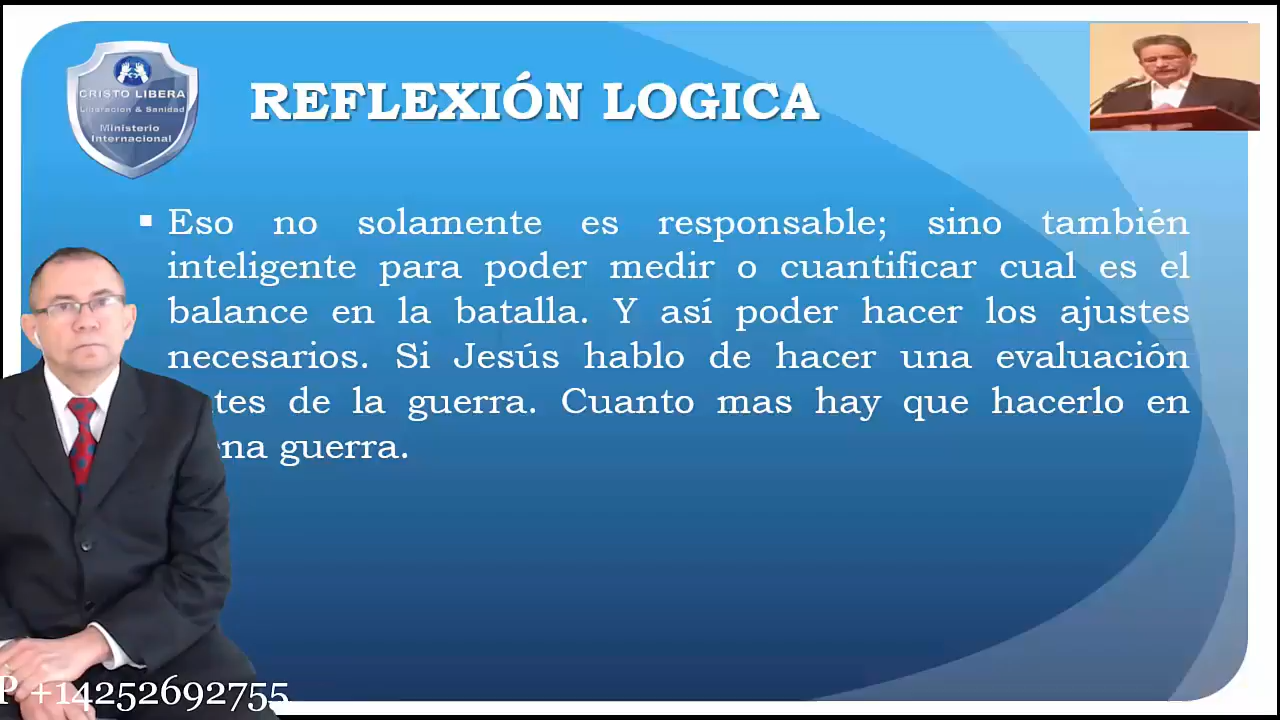 CRISTO LIBERA
Liberacion & Sanidad
Ministerio
Internacional
REFLEXIÓN LOGICA
Eso no solamente es responsable; sino también
inteligente para poder medir o cuantificar cual es el
balance en la batalla. Y así poder hacer los ajustes
necesarios. Si Jesús hablo de hacer una evaluación
de la guerra. Cuanto mas hay que hacerlo en
guerra.
+14252692755